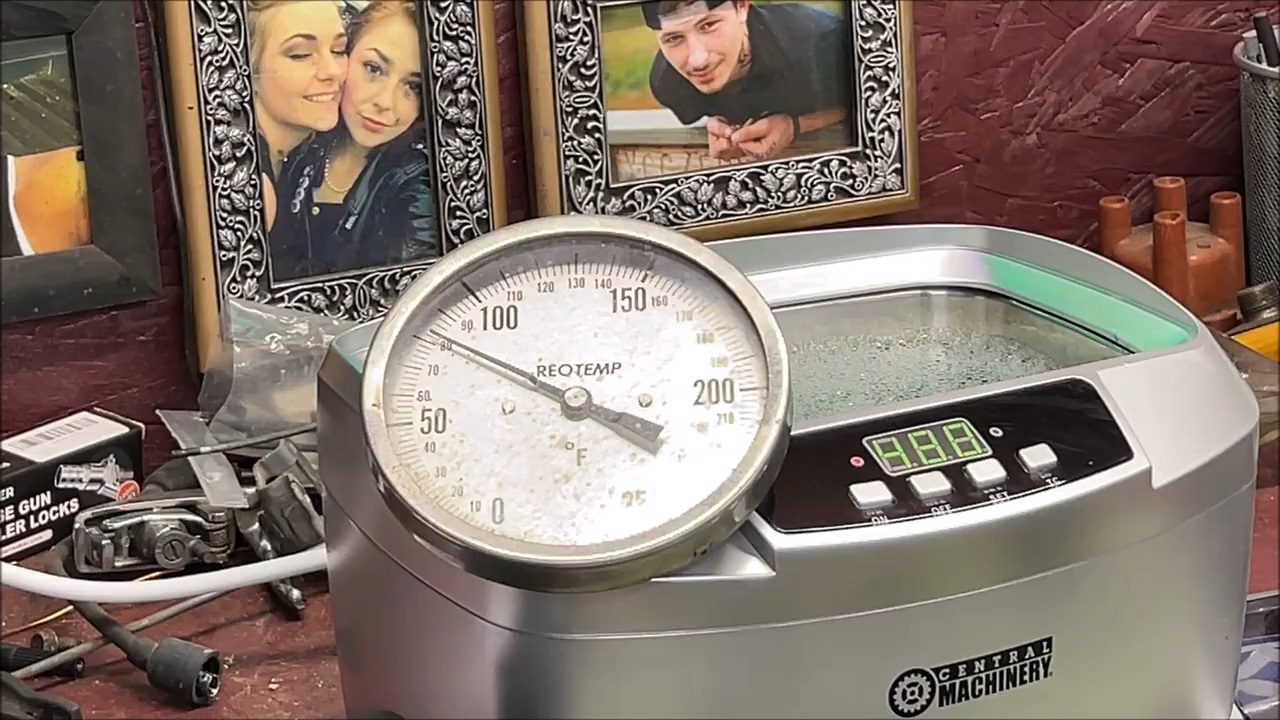 110
120
130
140
90
100
150
160
80
170
70
180
REOTEMP
190
60
200
50
210
40
°F
30
20
10
0
488
ON
OFF
SET
°C
GE GUN
LER LOCKS
CENTRAL
MACHINERY